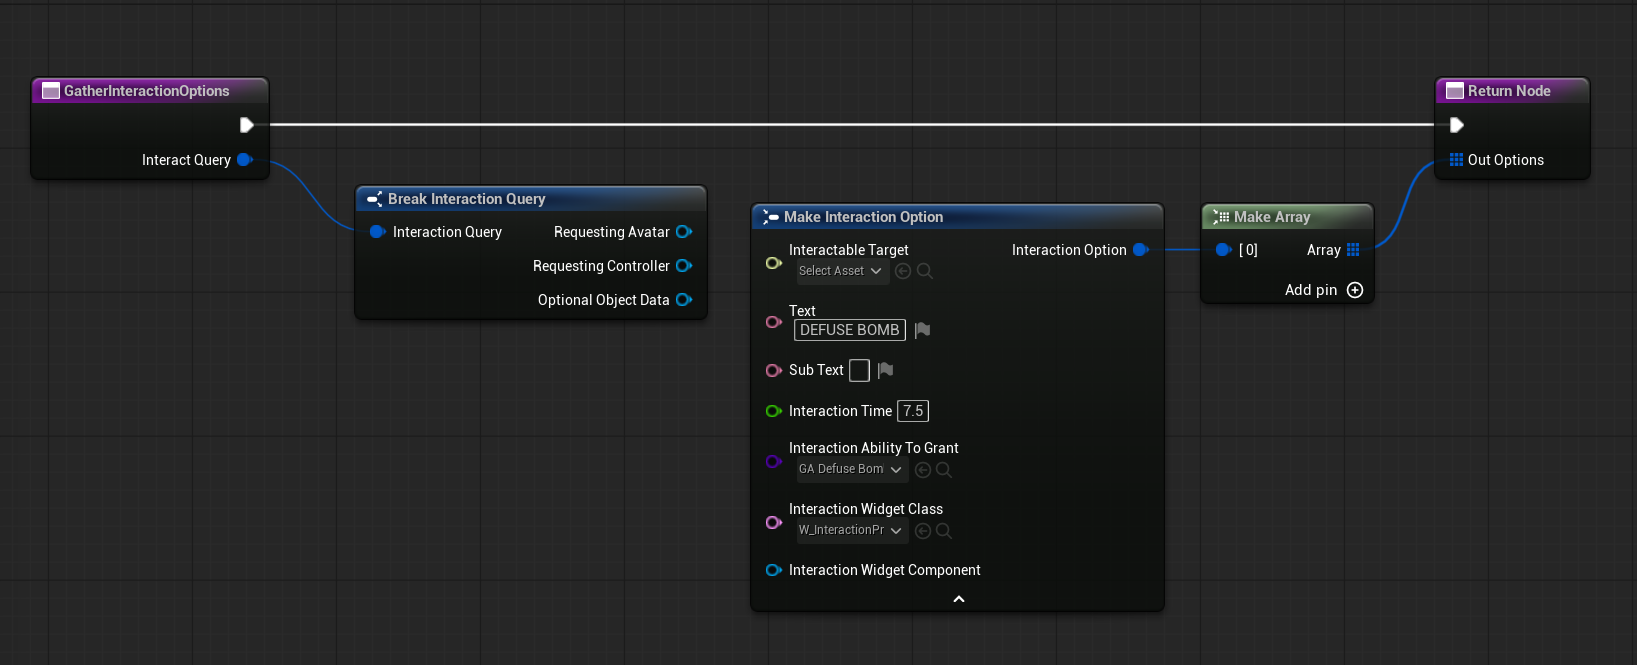 GatherInteractionOptions
Interact Query
Break Interaction Query
Interaction Query
Requesting Avatar
Requesting Controller
Optional Object Data
Make Interaction Option
Interactable Target
Select Asset
Interaction Option
Text
DEFUSE BOMB
Sub Text
Interaction Time 7.5
Interaction Ability To Grant
GA Defuse Bom
Interaction Widget Class
W_InteractionPr
Interaction Widget Component
Make Array
[ 0]
Array
Add pin
Return Node
Out Options